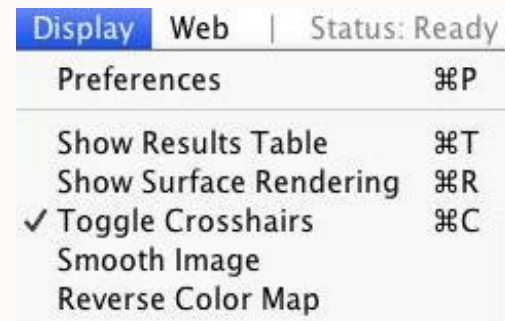 Display Web | Status: Ready
Preferences ⌘P
Show Results Table ⌘T
Show Surface Rendering ⌘R
✓ Toggle Crosshairs ⌘C
Smooth Image
Reverse Color Map